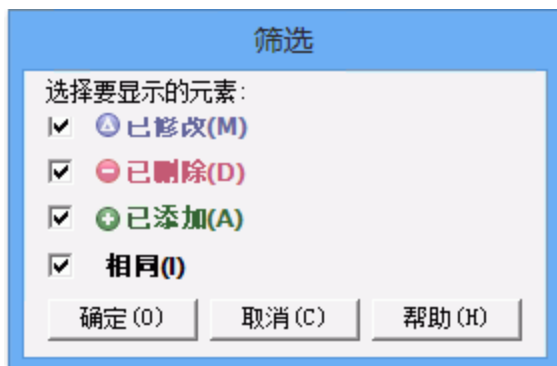 筛选
选择要显示的元素:
已修改(M)
已删除(D)
已添加(A)
相同(I)
确定(O) 取消(C) 帮助(H)